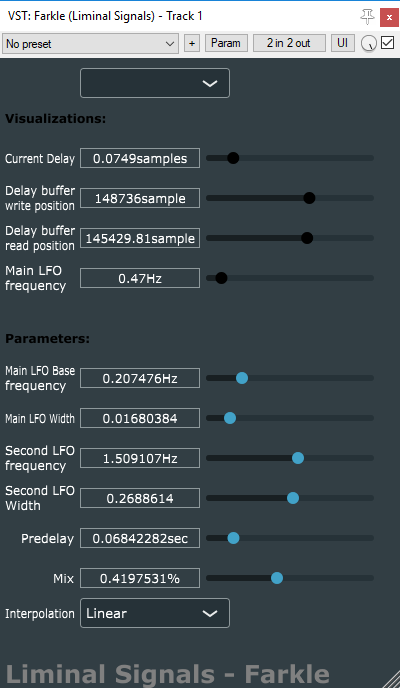 VST: Farkle (Liminal Signals) - Track 1
x
No preset
+
Param
2 in 2 out
UI
Visualizations:
Current Delay 0.0749samples
Delay buffer
write position 148736sample
Delay buffer
read position 145429.81sample
Main LFO
frequency 0.47Hz
Parameters:
Main LFO Base
frequency 0.207476Hz
Main LFO Width 0.01680384
Second LFO
frequency 1.509107Hz
Second LFO
Width 0.2688614
Predelay 0.06842282sec
Mix 0.4197531%
Interpolation Linear
Liminal Signals - Farkle